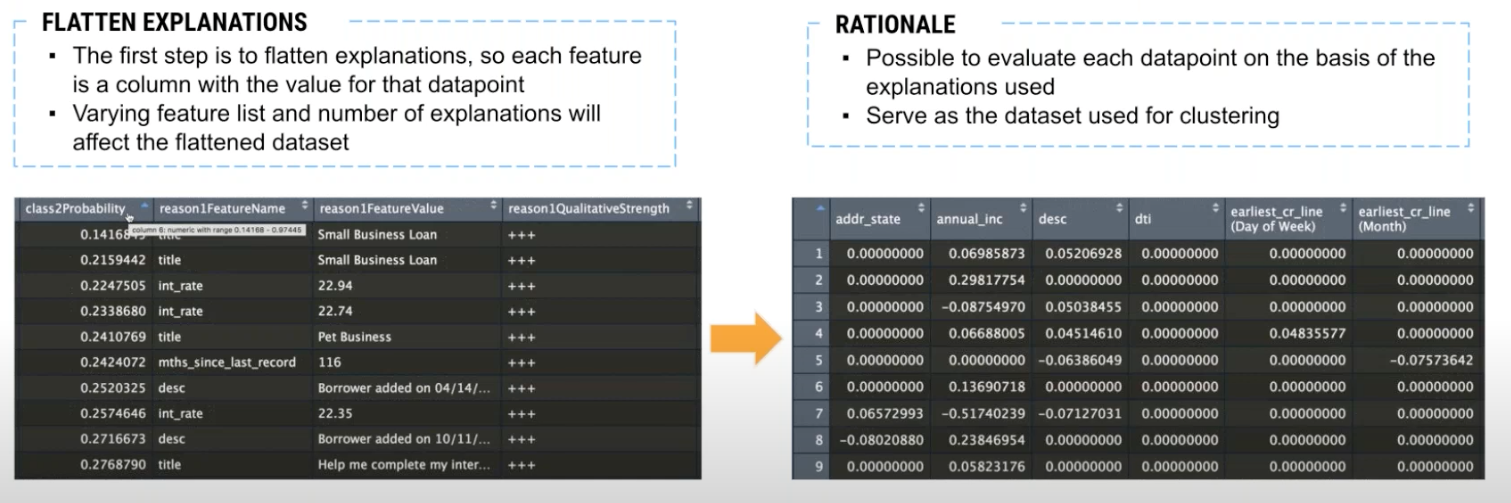 FLATTEN EXPLANATIONS
▪ The first step is to flatten explanations, so each feature
is a column with the value for that datapoint
▪ Varying feature list and number of explanations will
affect the flattened dataset
RATIONALE
▪ Possible to evaluate each datapoint on the basis of the
explanations used
▪ Serve as the dataset used for clustering
class2Probability reason1FeatureName reason1FeatureValue reason1QualitativeStrength
column 6: numeric with range 0.14168 - 0.97445
0.14168 title Small Business Loan +++
0.2159442 title Small Business Loan +++
0.2247505 int_rate 22.94 +++
0.2338680 int_rate 22.74 +++
0.2410769 title Pet Business +++
0.2424072 mths_since_last_record 116 +++
0.2520325 desc Borrower added on 04/14/... +++
0.2574646 int_rate 22.35 +++
0.2716673 desc Borrower added on 10/11/... +++
0.2768790 title Help me complete my inter... +++
addr_state annual_inc desc dti earliest_cr_line (Day of Week) earliest_cr_line (Month)
1 0.00000000 0.06985873 0.05206928 0.00000000 0.00000000 0.00000000
2 0.00000000 0.29817754 0.00000000 0.00000000 0.00000000 0.00000000
3 0.00000000 -0.08754970 0.05038455 0.00000000 0.00000000 0.00000000
4 0.00000000 0.06688005 0.04514610 0.00000000 0.04835577 0.00000000
5 0.00000000 0.00000000 -0.06386049 0.00000000 0.00000000 -0.07573642
6 0.00000000 0.13690718 0.00000000 0.00000000 0.00000000 0.00000000
7 0.06572993 -0.51740239 -0.07127031 0.00000000 0.00000000 0.00000000
8 -0.08020880 0.23846954 0.00000000 0.00000000 0.00000000 0.00000000
9 0.00000000 0.05823176 0.00000000 0.00000000 0.00000000 0.00000000